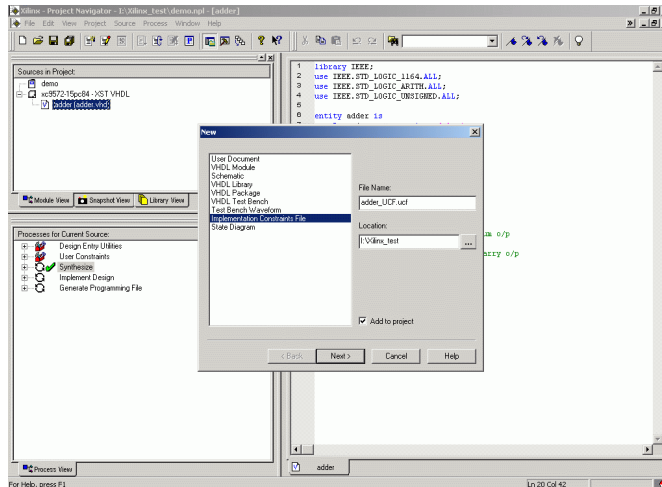 Xilinx - Project Navigator - I:\Xilinx_test\demo.npl - [adder]
File Edit View Project Source Process Window Help
Sources in Project:
demo
xc9572-15pc84 - XST VHDL
adder (adder.vhd)
Module View Snapshot View Library View
Processes for Current Source:
Design Entry Utilities
User Constraints
Synthesize
Implement Design
Generate Programming File
Process View
1 library IEEE;
2 use IEEE.STD_LOGIC_1164.ALL;
3 use IEEE.STD_LOGIC_ARITH.ALL;
4 use IEEE.STD_LOGIC_UNSIGNED.ALL;
5
6 entity adder is
o/p
arry o/p
adder
New
User Document
VHDL Module
Schematic
VHDL Library
VHDL Package
VHDL Test Bench
Test Bench Waveform
Implementation Constraints File
State Diagram
File Name:
adder_UCF.ucf
Location:
I:\Xilinx_test
...
Add to project
< Back Next > Cancel Help
For Help, press F1
Ln 20 Col 42